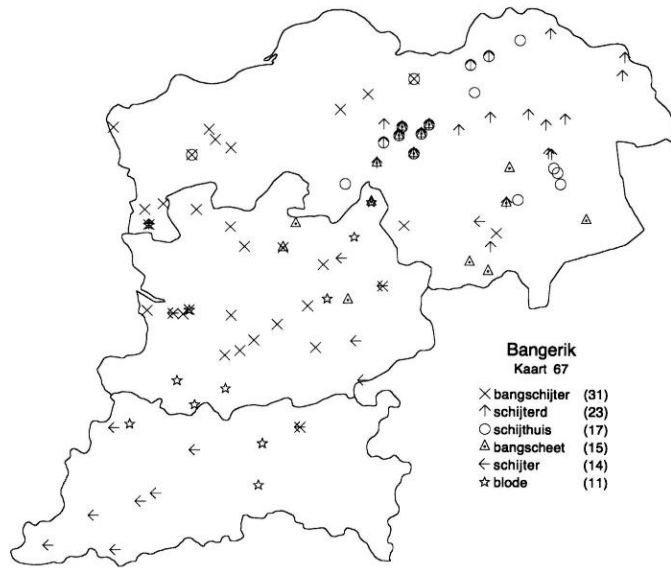 Bangerik
Kaart 67
bangschijter (31)
schijterd (23)
schijthuis (17)
bangscheet (15)
schijter (14)
blode (11)